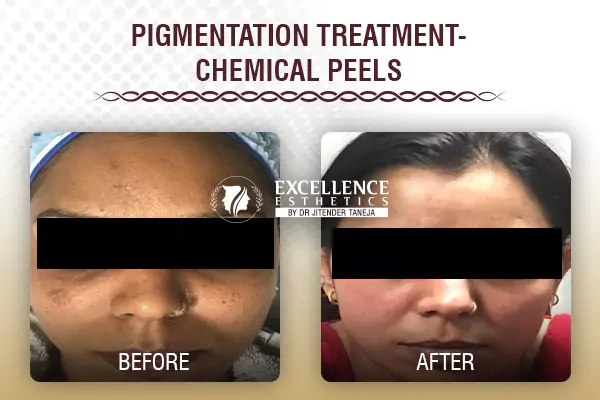 PIGMENTATION TREATMENT-
CHEMICAL PEELS
EXCELLENCE
ESTHETICS
BY DR JITENDER TANEJA
BEFORE
AFTER